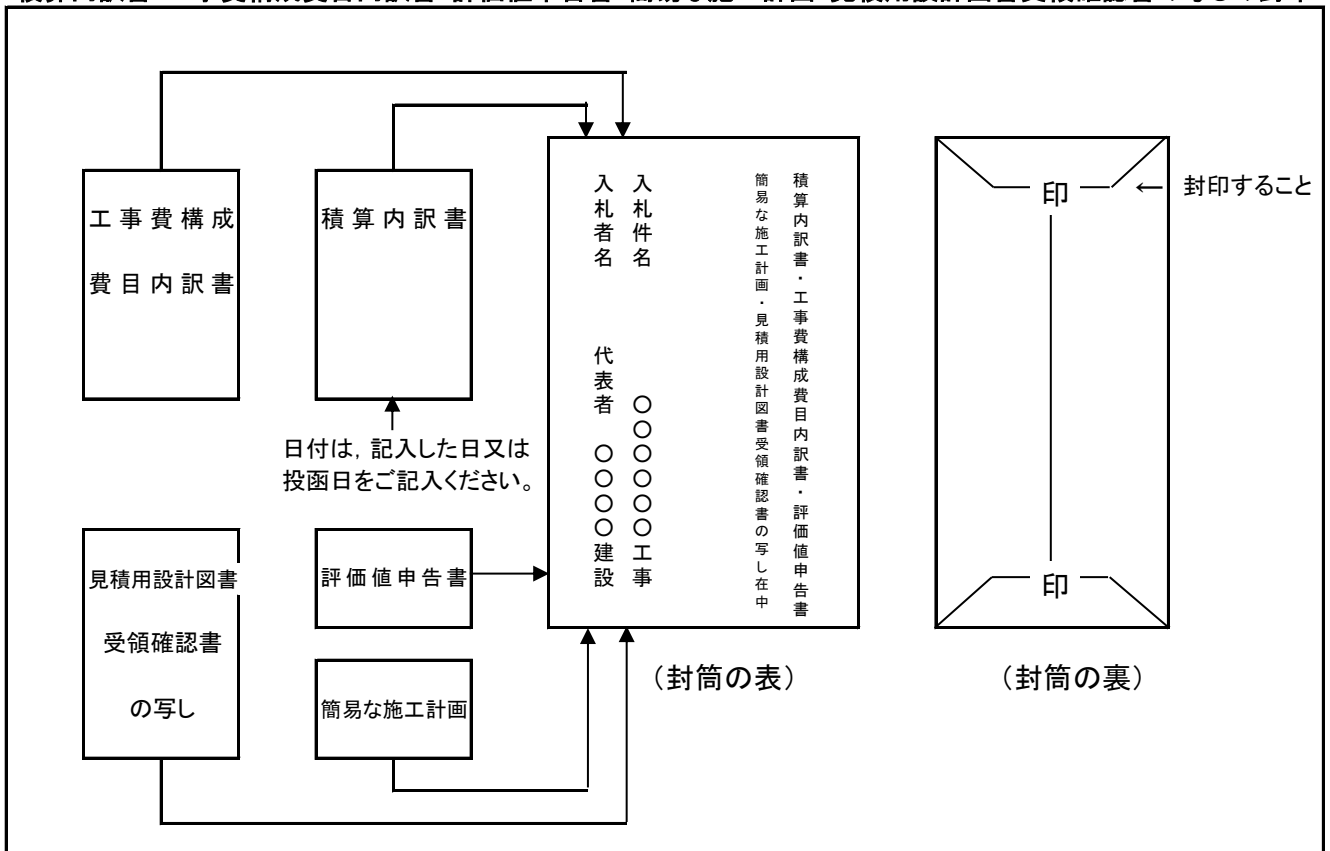 工事費構成
費目内訳書
積算内訳書
日付は，記入した日又は
投函日をご記入ください。
見積用設計図書
受領確認書
の写し
評価値申告書
簡易な施工計画
積算内訳書・工事費構成費目内訳書・評価値申告書
簡易な施工計画・見積用設計図書受領確認書の写し在中
入札件名　○○○○○○工事
入札者名　代表者　○○○○建設
（封筒の表）
印
← 封印すること
印
（封筒の裏）